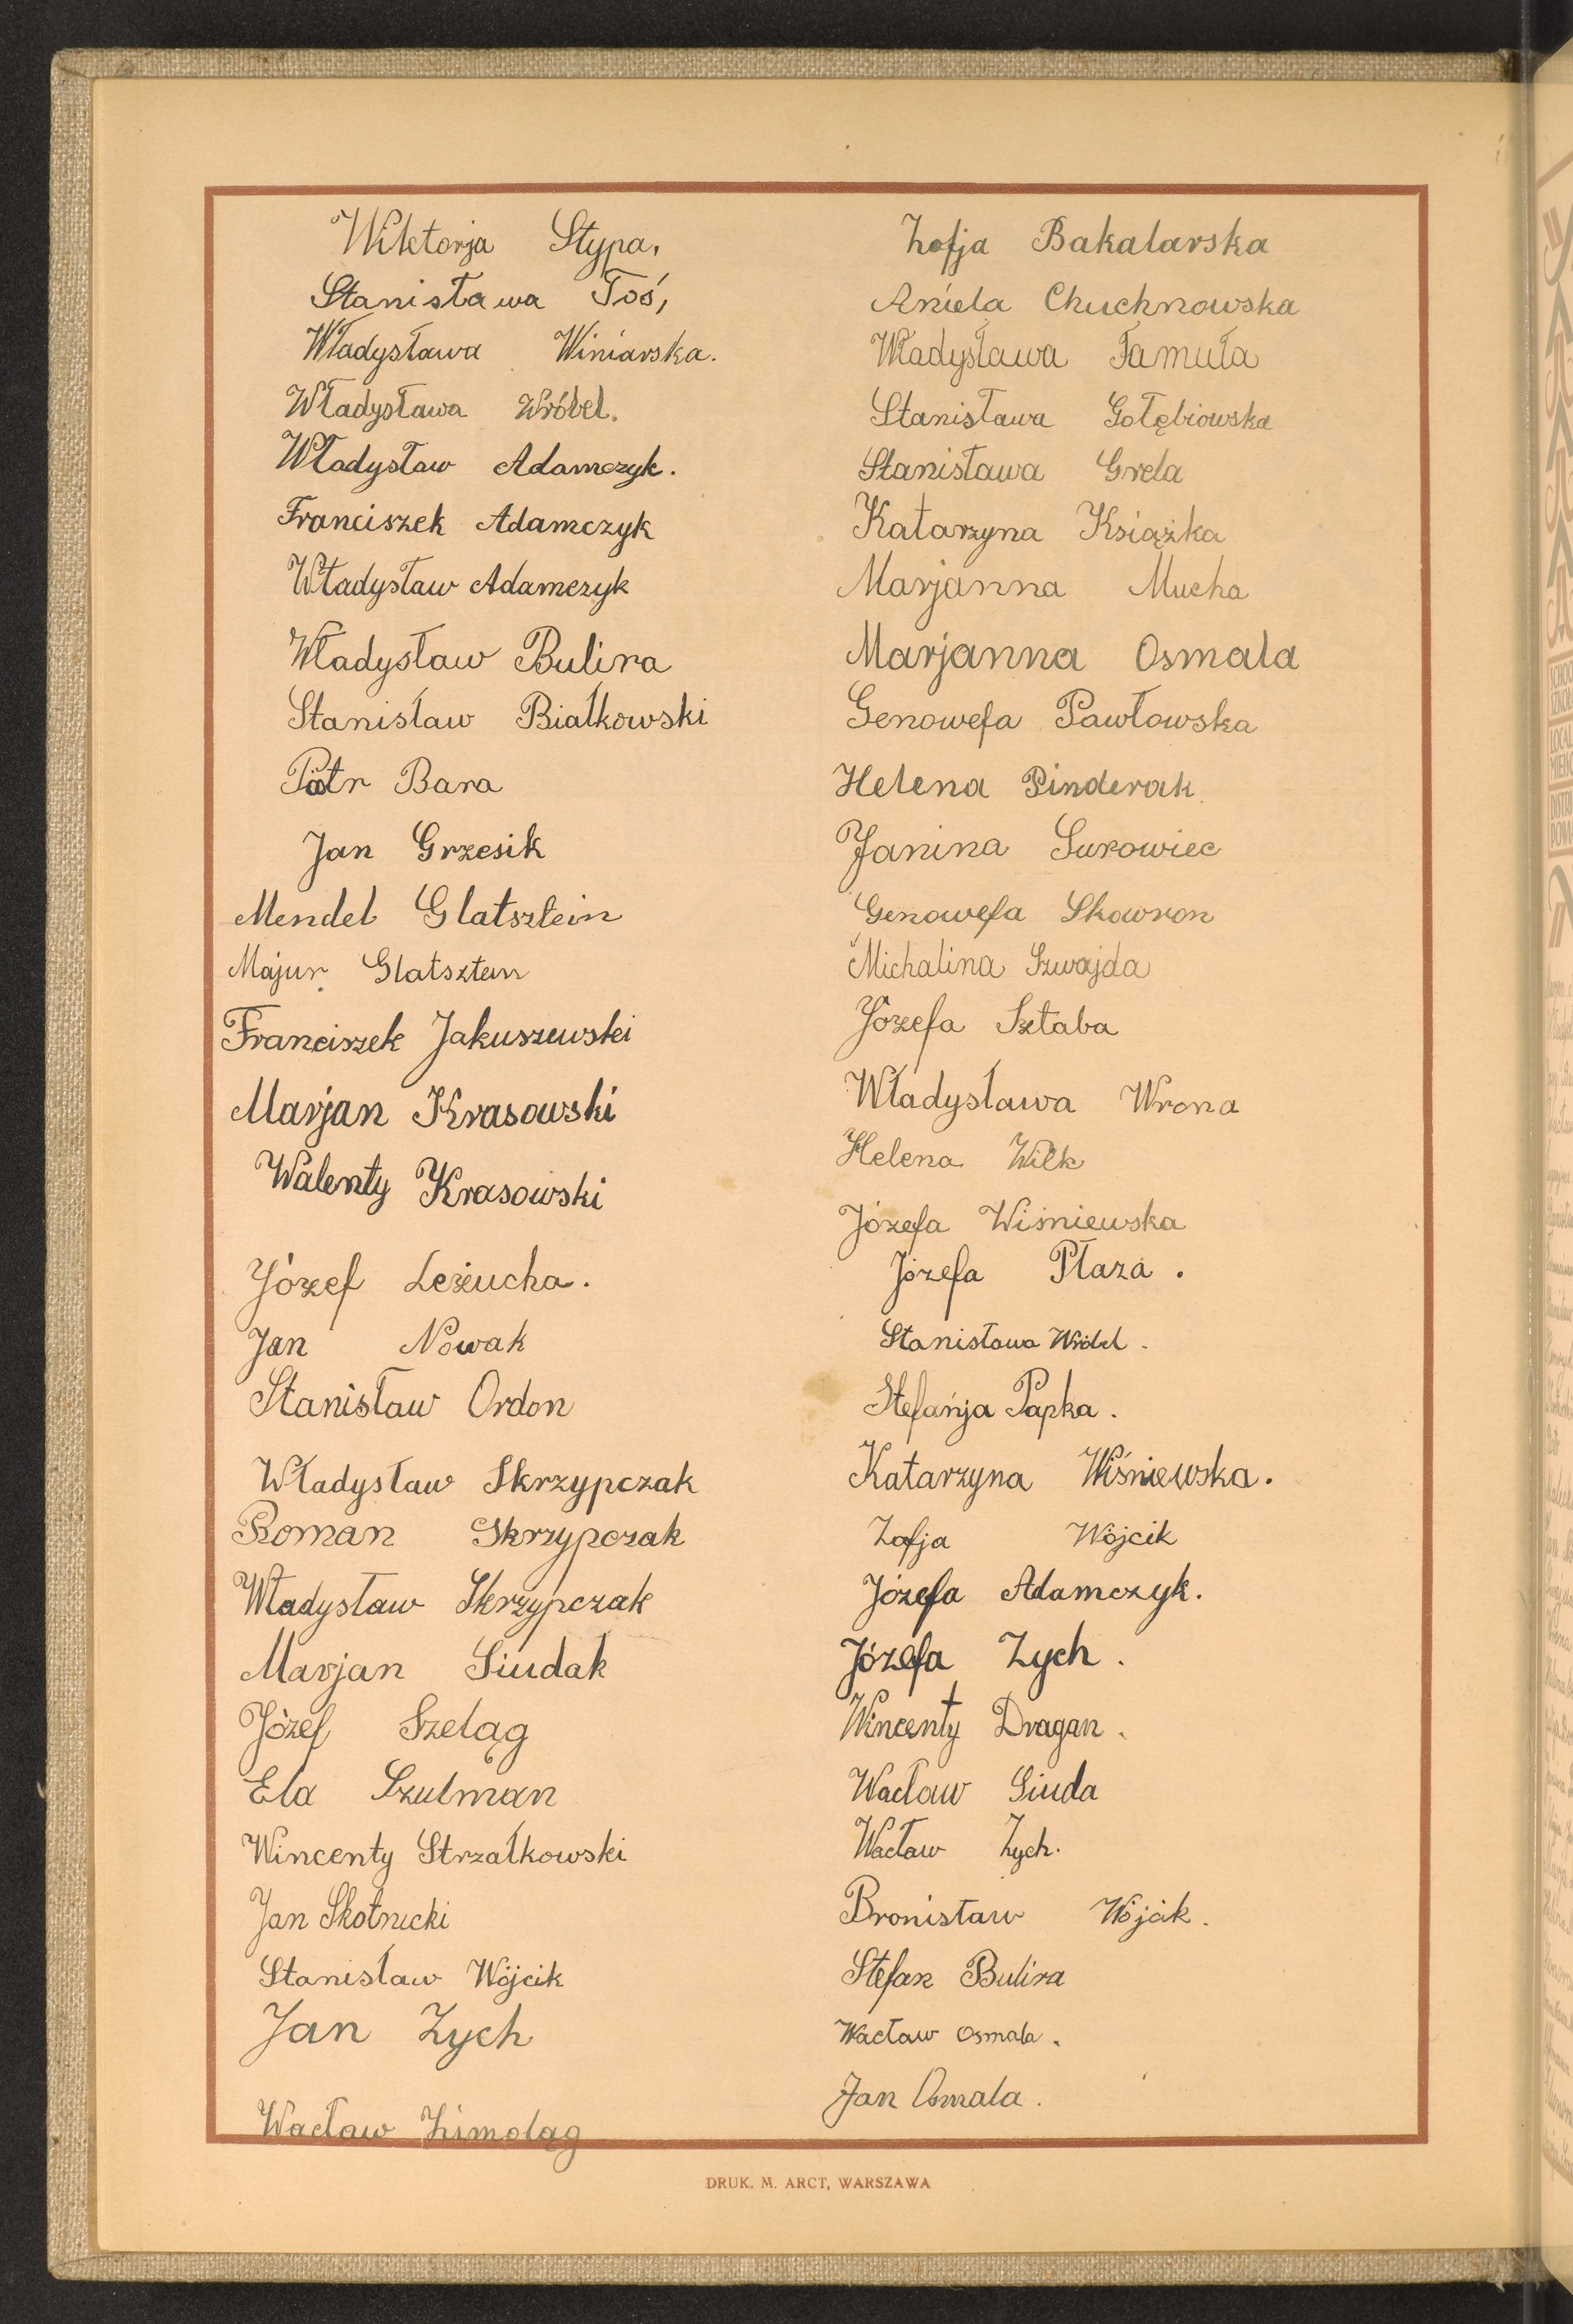 Wiktorja Stypa,
Stanisława Toś,
Władysława Winiarska.
Władysława Wróbel.
Władysław Adamczyk.
Franciszek Adamczyk
Władysław Adamczyk
Władysław Bulira
Stanisław Białkowski
Piotr Bara
Jan Grzesik
Mendel Glatsztein
Majur Glatsztein
Franciszek Jakuszewski
Marjan Krasowski
Walenty Krasowski
Józef Leżucha.
Jan Nowak
Stanisław Ordon
Władysław Skrzypczak
Roman Skrzypczak
Władysław Skrzypczak
Marjan Siudak
Józef Szeląg
Ela Szulman
Wincenty Strzałkowski
Jan Skotnicki
Stanisław Wójcik
Jan Zych
Wacław Zimoląg
Zofja Bakalarska
Aniela Chuchnowska
Władysława Famuła
Stanisława Gołębiowska
Stanisława Grela
Katarzyna Książka
Marjanna Mucha
Marjanna Osmala
Genowefa Pawłowska
Helena Pinderak
Janina Surowiec
Genowefa Skowron
Michalina Szwajda
Józefa Sztaba
Władysława Wrona
Helena Wilk
Józefa Wiśniewska
Józefa Płaza.
Stanisława Wróbel.
Stefanja Papka.
Katarzyna Wiśniewska.
Zofja Wójcik
Józefa Adamczyk.
Józefa Zych.
Wincenty Dragan.
Wacław Siuda
Wacław Zych.
Bronisław Wójcik.
Stefan Bulira
Wacław Osmala.
Jan Osmala.
DRUK. M. ARCT, WARSZAWA